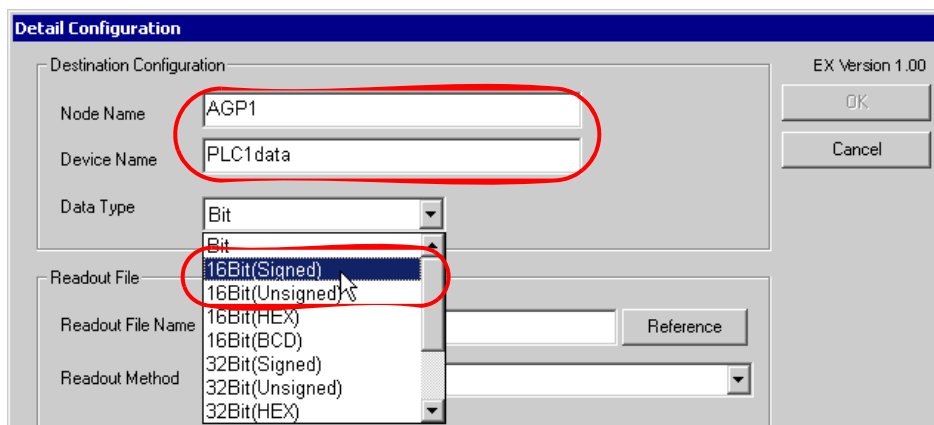 Detail Configuration
Destination Configuration
EX Version 1.00
Node Name
AGP1
OK
Device Name
PLC1data
Cancel
Data Type
Bit
Bit
16Bit(Signed)
16Bit(Unsigned)
16Bit(HEX)
16Bit(BCD)
32Bit(Signed)
32Bit(Unsigned)
32Bit(HEX)
Readout File
Readout File Name
Reference
Readout Method